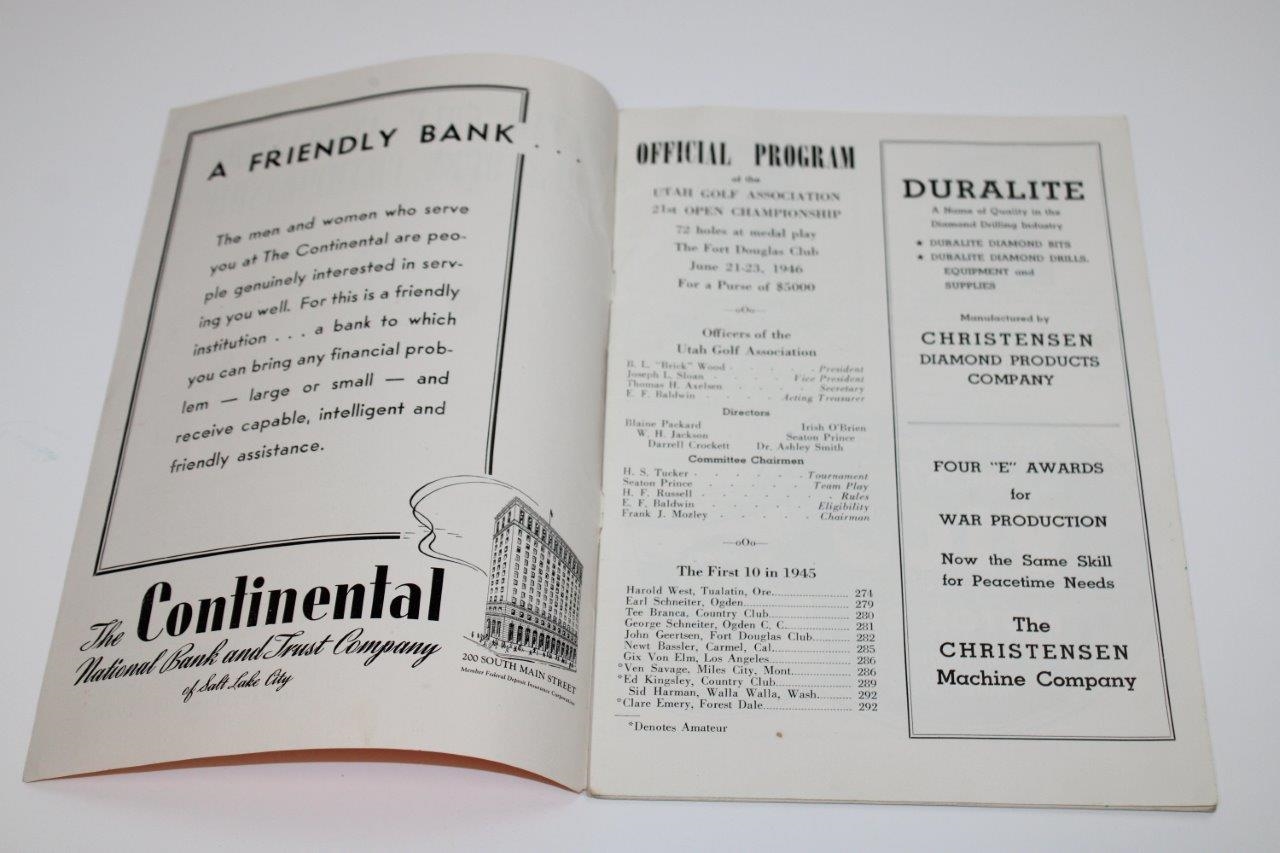 A FRIENDLY BANK . . .
The men and women who serve
you at The Continental are peo-
ple genuinely interested in serv-
ing you well. For this is a friendly
institution . . . a bank to which
you can bring any financial prob-
lem — large or small — and
receive capable, intelligent and
friendly assistance.
The Continental
National Bank and Trust Company
of Salt Lake City
200 SOUTH MAIN STREET
Member Federal Deposit Insurance Corporation
OFFICIAL PROGRAM
of the
UTAH GOLF ASSOCIATION
21st OPEN CHAMPIONSHIP
72 holes at medal play
The Fort Douglas Club
June 21-23, 1946
For a Purse of $5000
—oOo—
Officers of the
Utah Golf Association
B. L. "Brick" Wood - - - - - President
Joseph L. Sloan - - - - Vice President
Thomas H. Axelsen - - - - - Secretary
E. F. Baldwin - - - - Acting Treasurer
Directors
Blaine Packard Irish O'Brien
W. H. Jackson Seaton Prince
Darrell Crockett Dr. Ashley Smith
Committee Chairmen
H. S. Tucker - - - - - - Tournament
Seaton Prince - - - - - - Team Play
H. F. Russell - - - - - - - Rules
E. F. Baldwin - - - - - - Eligibility
Frank J. Mozley - - - - - Chairman
—oOo—
The First 10 in 1945
Harold West, Tualatin, Ore. 274
Earl Schneiter, Ogden 279
Tee Branca, Country Club 280
George Schneiter, Ogden C. C. 281
John Geertsen, Fort Douglas Club 282
Newt Bassler, Carmel, Cal. 285
Gix Von Elm, Los Angeles 286
*Ven Savage, Miles City, Mont. 286
*Ed Kingsley, Country Club 289
Sid Harman, Walla Walla, Wash. 292
*Clare Emery, Forest Dale 292
*Denotes Amateur
DURALITE
A Name of Quality in the
Diamond Drilling Industry
★ DURALITE DIAMOND BITS
★ DURALITE DIAMOND DRILLS,
EQUIPMENT and
SUPPLIES
Manufactured by
CHRISTENSEN
DIAMOND PRODUCTS
COMPANY
FOUR "E" AWARDS
for
WAR PRODUCTION
Now the Same Skill
for Peacetime Needs
The
CHRISTENSEN
Machine Company